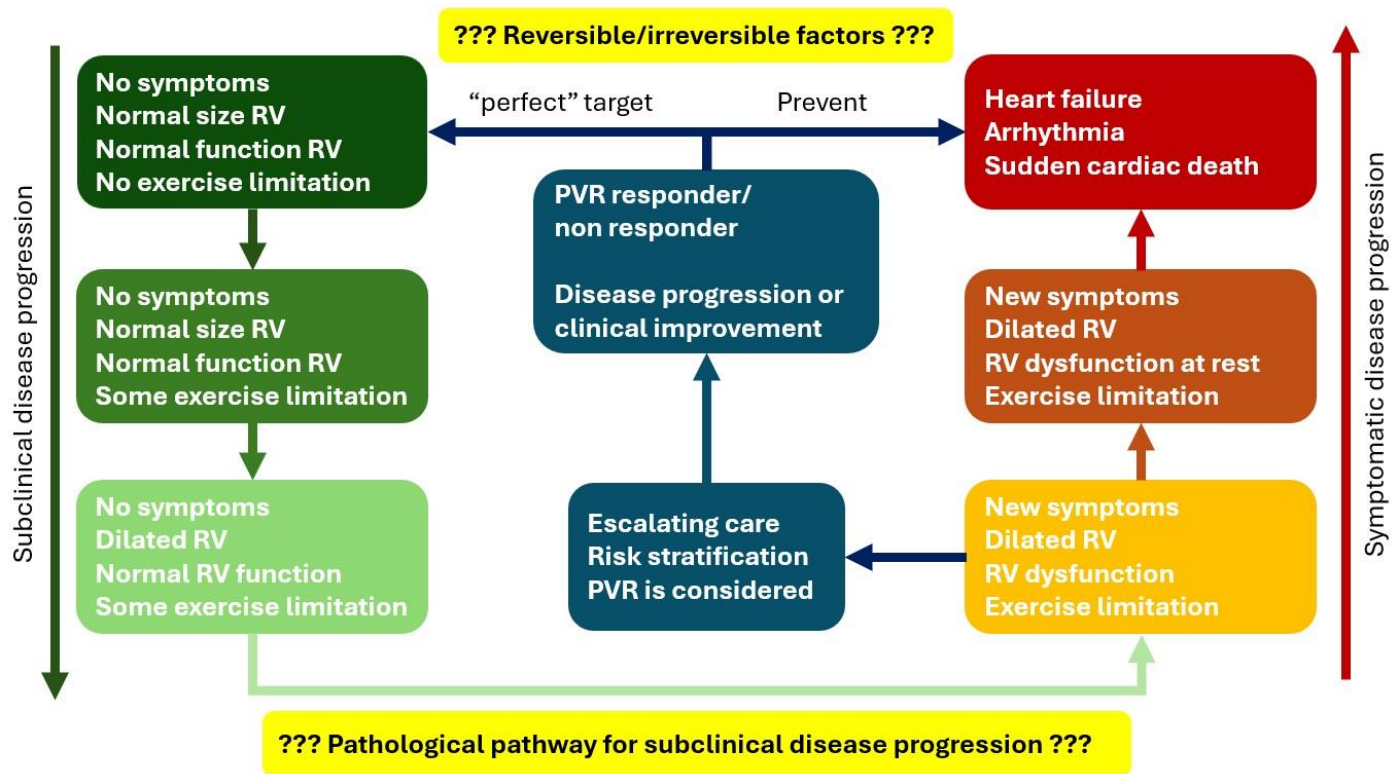 ??? Reversible/irreversible factors ???
Subclinical disease progression
No symptoms
Normal size RV
Normal function RV
No exercise limitation
“perfect” target
Prevent
Heart failure
Arrhythmia
Sudden cardiac death
PVR responder/
non responder
Disease progression or
clinical improvement
No symptoms
Normal size RV
Normal function RV
Some exercise limitation
New symptoms
Dilated RV
RV dysfunction at rest
Exercise limitation
No symptoms
Dilated RV
Normal RV function
Some exercise limitation
Escalating care
Risk stratification
PVR is considered
New symptoms
Dilated RV
RV dysfunction
Exercise limitation
Symptomatic disease progression
??? Pathological pathway for subclinical disease progression ???